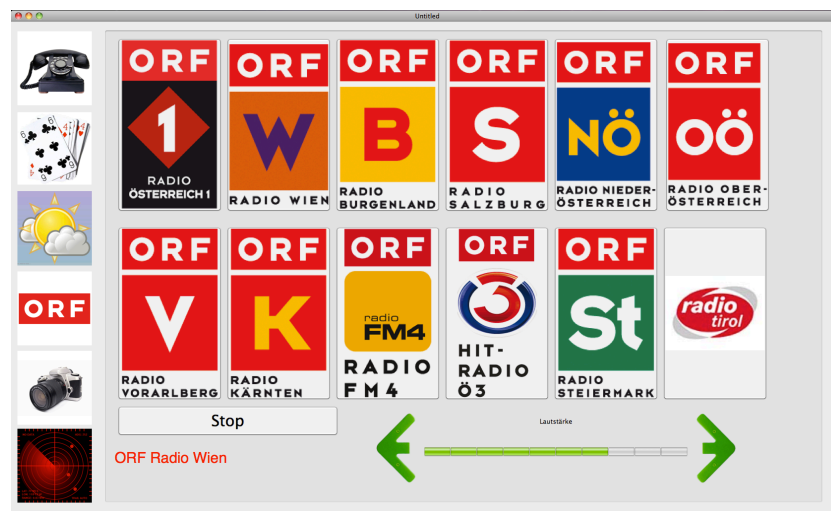 Untitled
ORF
1
RADIO
ÖSTERREICH 1
ORF
W
RADIO WIEN
ORF
B
RADIO
BURGENLAND
ORF
S
RADIO
SALZBURG
ORF
NÖ
RADIO NIEDER-
ÖSTERREICH
ORF
OÖ
RADIO OBER-
ÖSTERREICH
ORF
ORF
V
RADIO
VORARLBERG
ORF
K
RADIO
KÄRNTEN
ORF
radio
FM4
RADIO
FM4
ORF
3
HIT-
RADIO
Ö3
ORF
St
RADIO
STEIERMARK
radio
tirol
Stop
Lautstärke
ORF Radio Wien